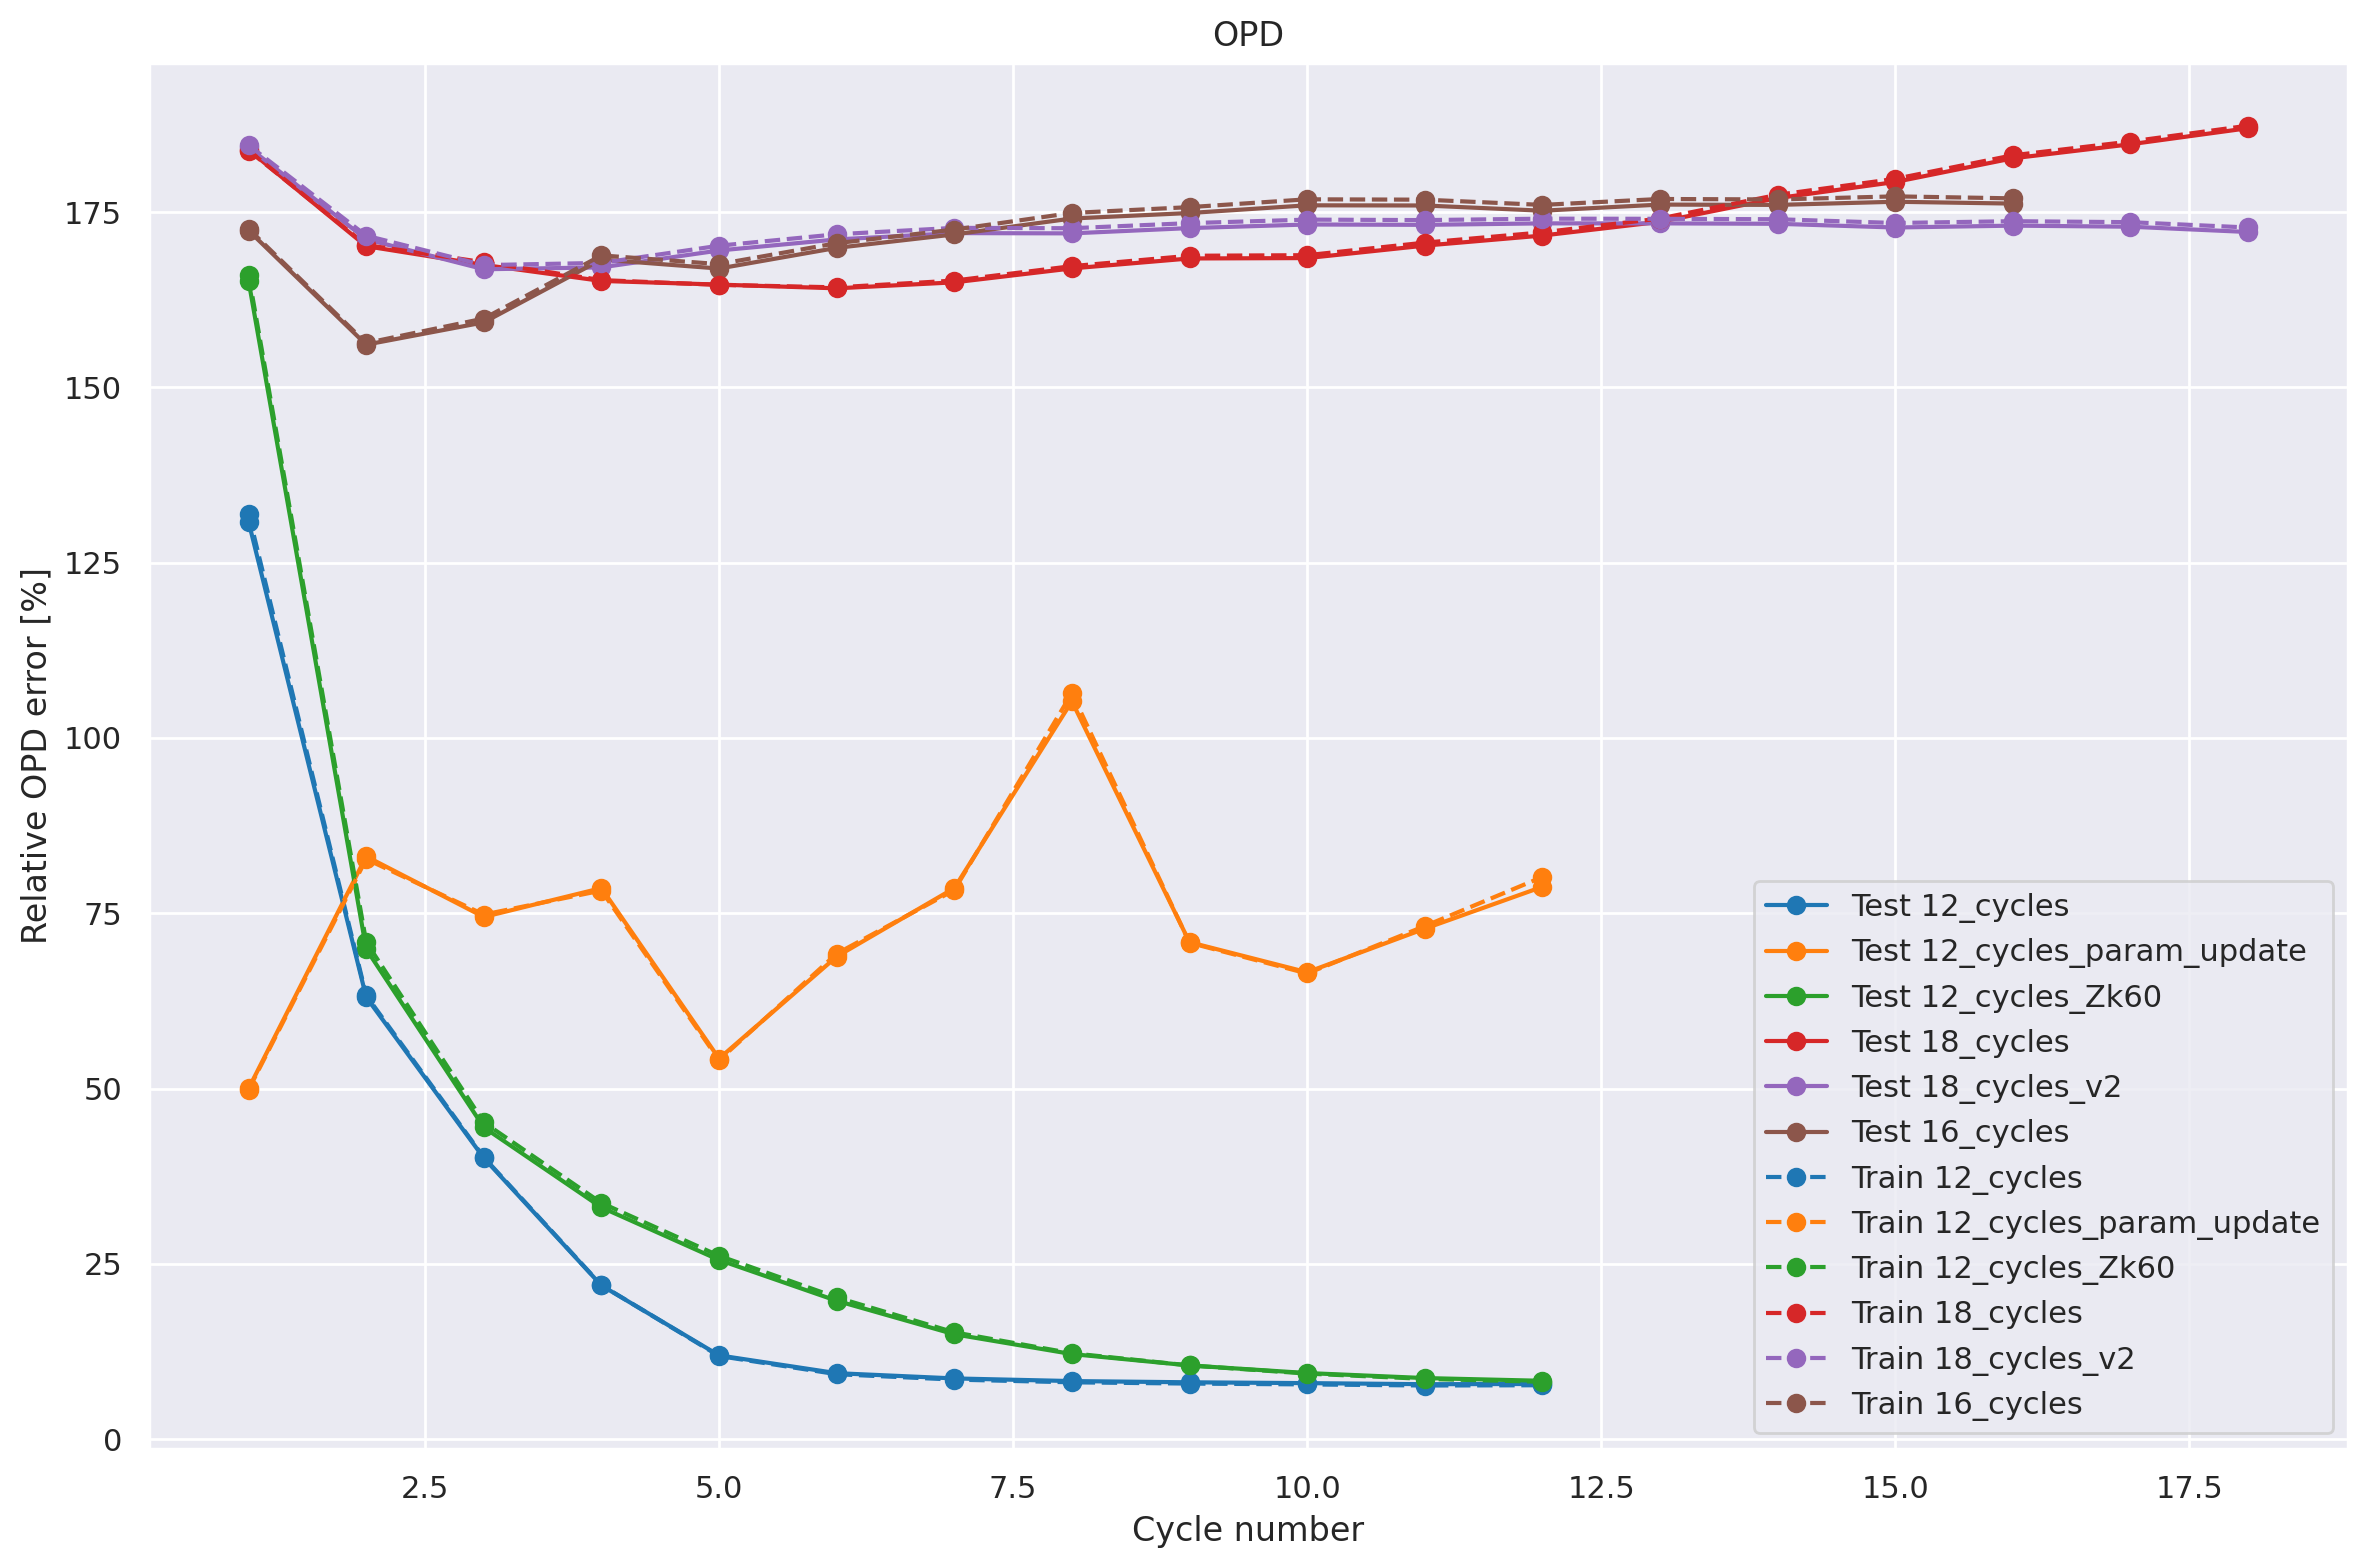 OPD
Relative OPD error [%]
175
150
125
100
75
50
25
0
2.5 5.0 7.5 10.0 12.5 15.0 17.5
Cycle number
Test 12_cycles
Test 12_cycles_param_update
Test 12_cycles_Zk60
Test 18_cycles
Test 18_cycles_v2
Test 16_cycles
Train 12_cycles
Train 12_cycles_param_update
Train 12_cycles_Zk60
Train 18_cycles
Train 18_cycles_v2
Train 16_cycles